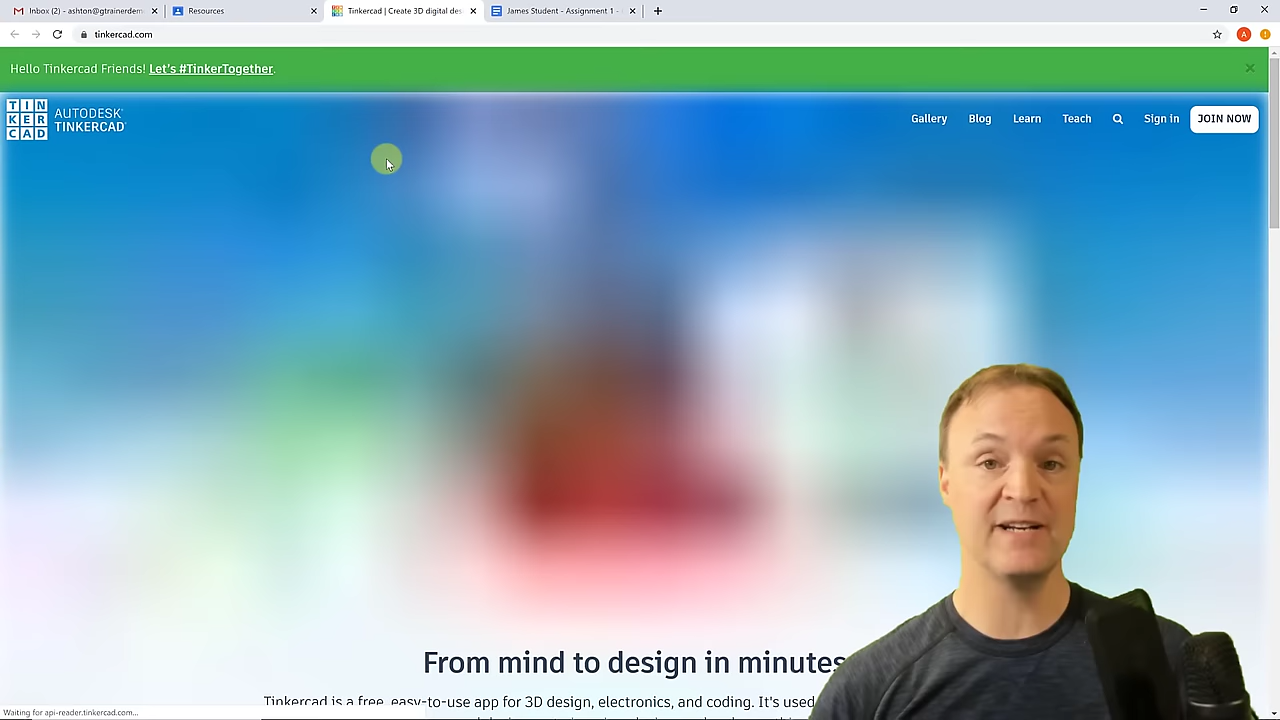 Inbox (2) - ashton@gtrainerdem
Resources
Tinkercad | Create 3D digital des
James Student - Assignment 1 -
tinkercad.com
A
Hello Tinkercad Friends! Let's #TinkerTogether.
TIN
KER
CAD
AUTODESK
TINKERCAD
Gallery
Blog
Learn
Teach
Sign in
JOIN NOW
From mind to design in minutes
Tinkercad is a free, easy-to-use app for 3D design, electronics, and coding. It's used
Waiting for api-reader.tinkercad.com...